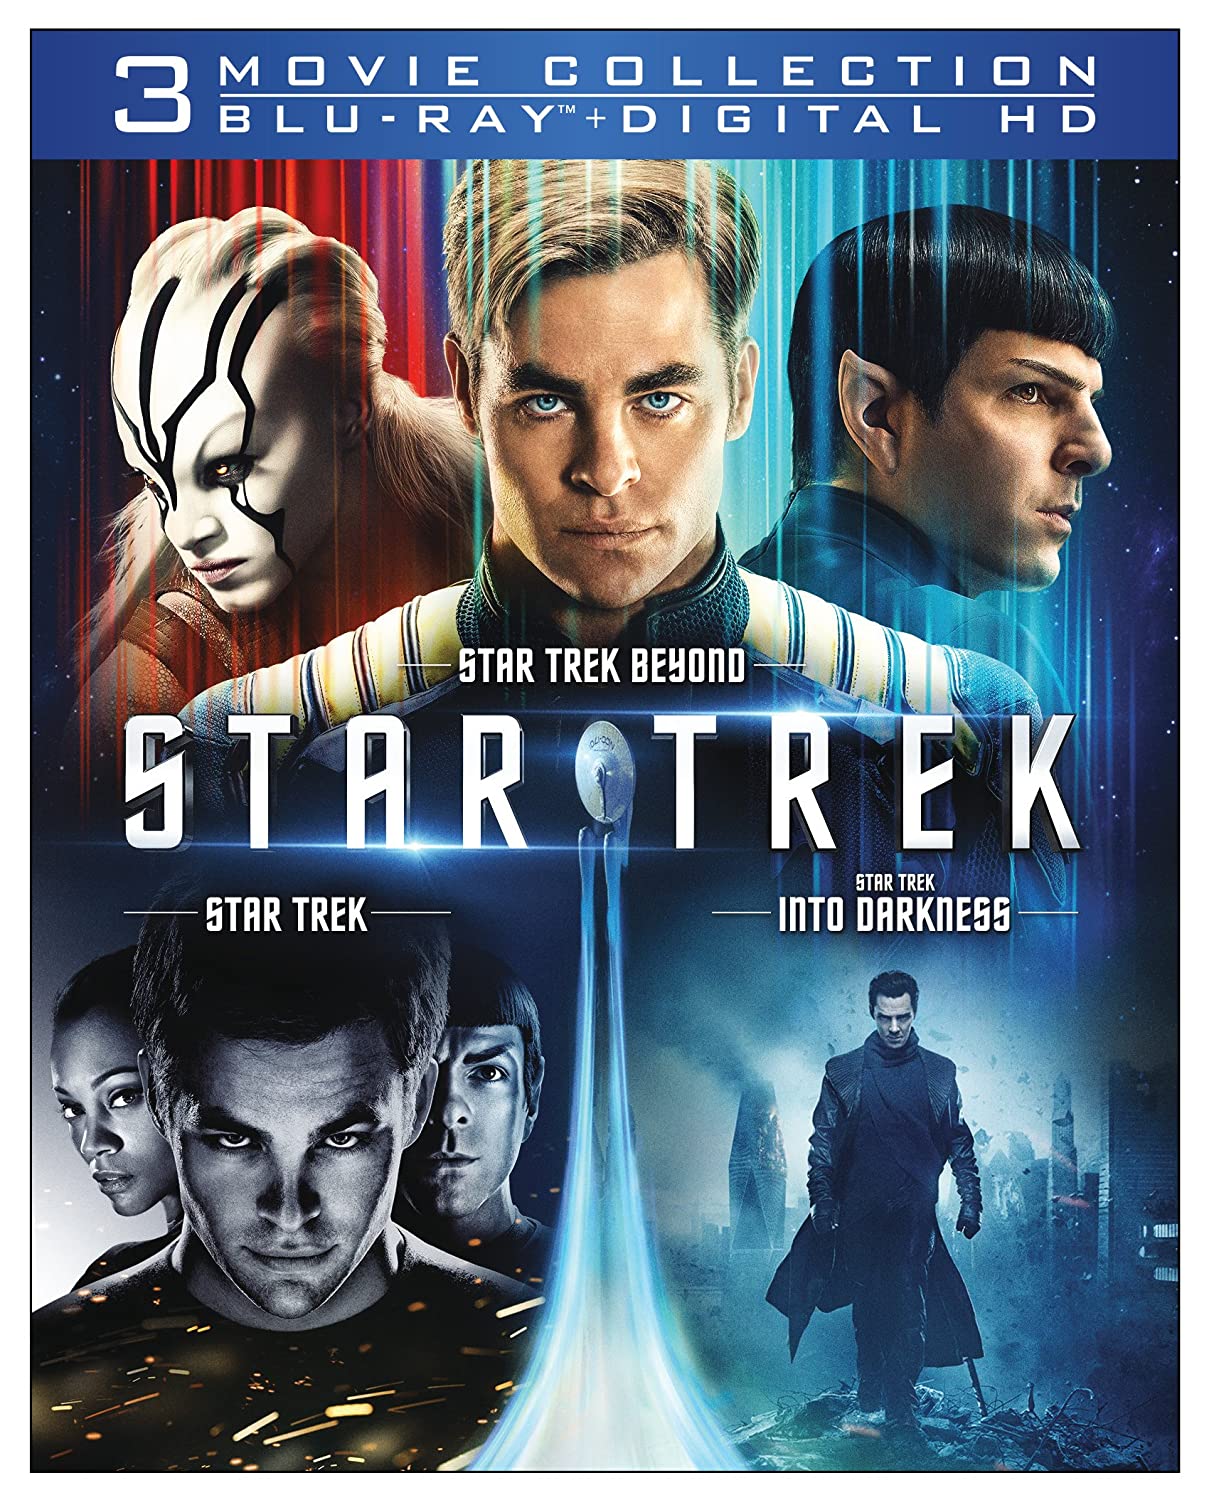 3 MOVIE COLLECTION
BLU-RAY™ + DIGITAL HD
STAR TREK BEYOND
STAR TREK
STAR TREK
STAR TREK
INTO DARKNESS